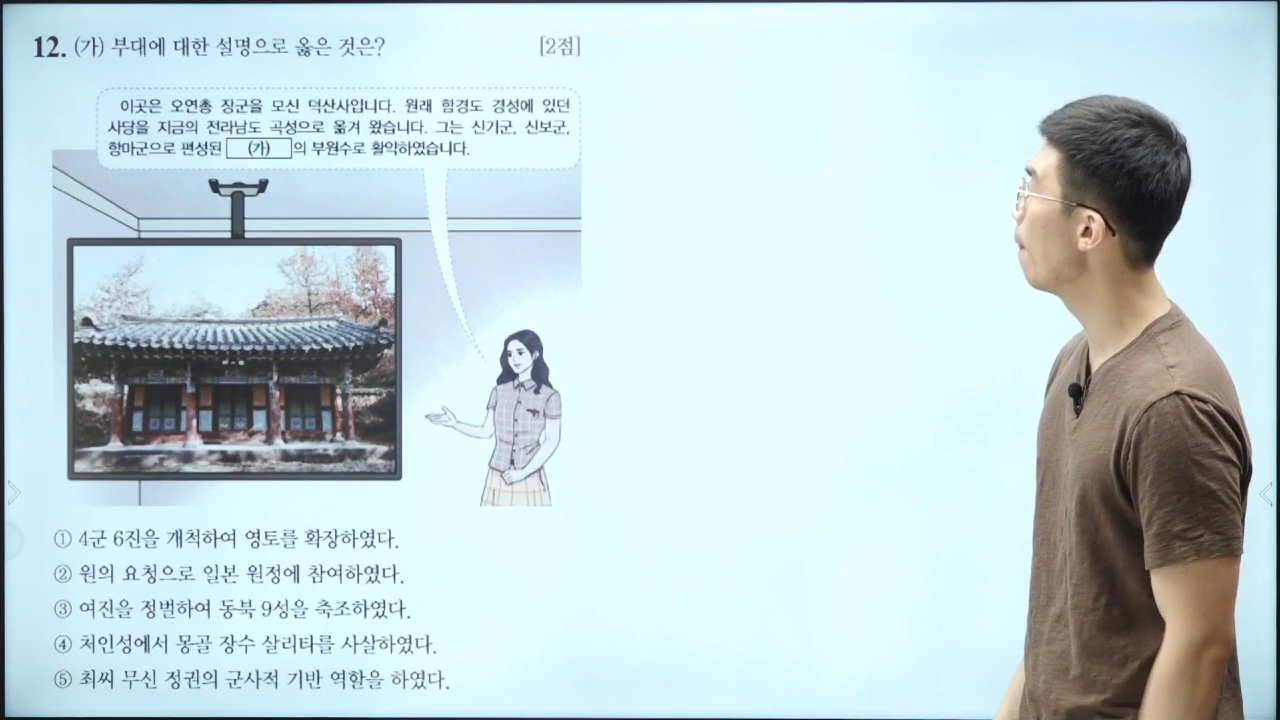 12. (가) 부대에 대한 설명으로 옳은 것은? [2점]
이곳은 오연총 장군을 모신 덕산사입니다. 원래 함경도 경성에 있던
사당을 지금의 전라남도 곡성으로 옮겨 왔습니다. 그는 신기군, 신보군,
항마군으로 편성된 (가) 의 부원수로 활약하였습니다.
① 4군 6진을 개척하여 영토를 확장하였다.
② 원의 요청으로 일본 원정에 참여하였다.
③ 여진을 정벌하여 동북 9성을 축조하였다.
④ 처인성에서 몽골 장수 살리타를 사살하였다.
⑤ 최씨 무신 정권의 군사적 기반 역할을 하였다.